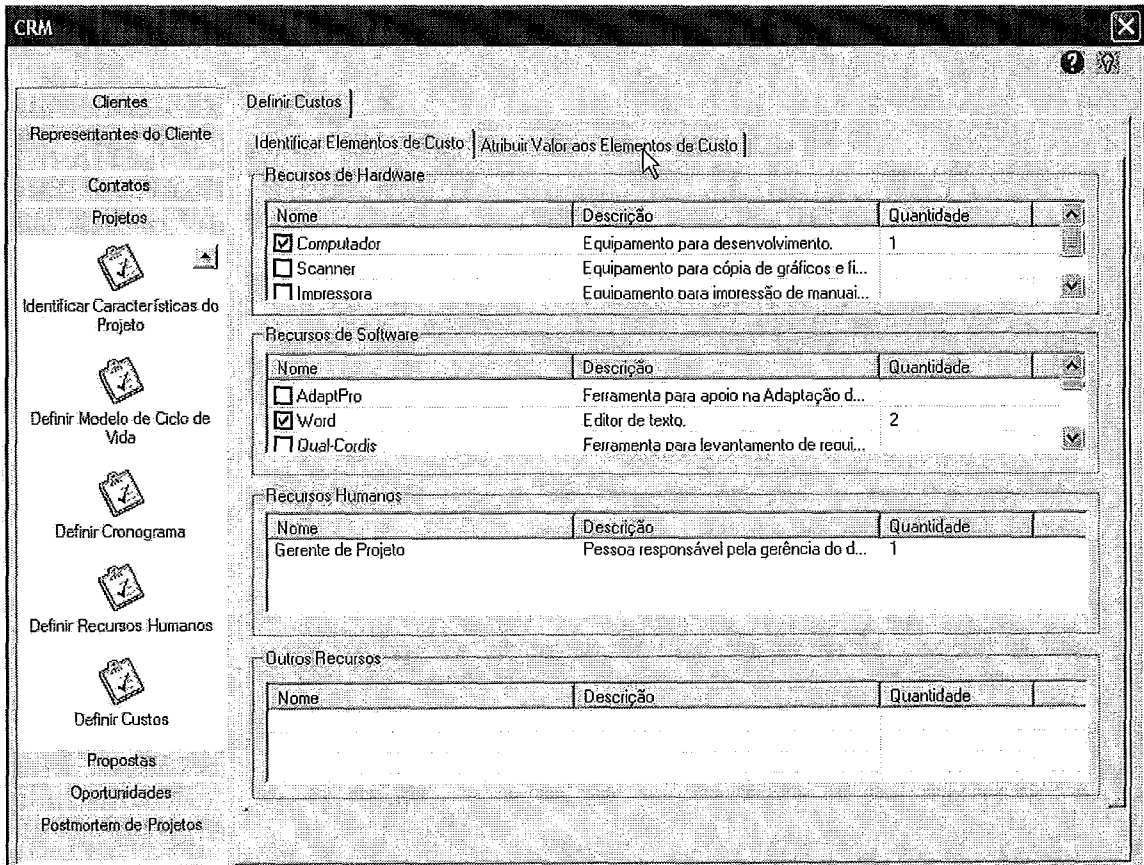 CRM
Clientes
Representantes do Cliente
Contatos
Projetos
Identificar Características do
Projeto
Definir Modelo de Ciclo de
Vida
Definir Cronograma
Definir Recursos Humanos
Definir Custos
Propostas
Oportunidades
Postmortem de Projetos
Definir Custos
Identificar Elementos de Custo Atribuir Valor aos Elementos de Custo
Recursos de Hardware
Nome Descrição Quantidade
Computador Equipamento para desenvolvimento. 1
Scanner Equipamento para cópia de gráficos e fi...
Impressora Equipamento para impressão de manuai...
Recursos de Software
Nome Descrição Quantidade
AdaptPro Ferramenta para apoio na Adaptação d...
Word Editor de texto. 2
Qual-Cordis Ferramenta para levantamento de requi...
Recursos Humanos
Nome Descrição Quantidade
Gerente de Projeto Pessoa responsável pela gerência do d... 1
Outros Recursos
Nome Descrição Quantidade